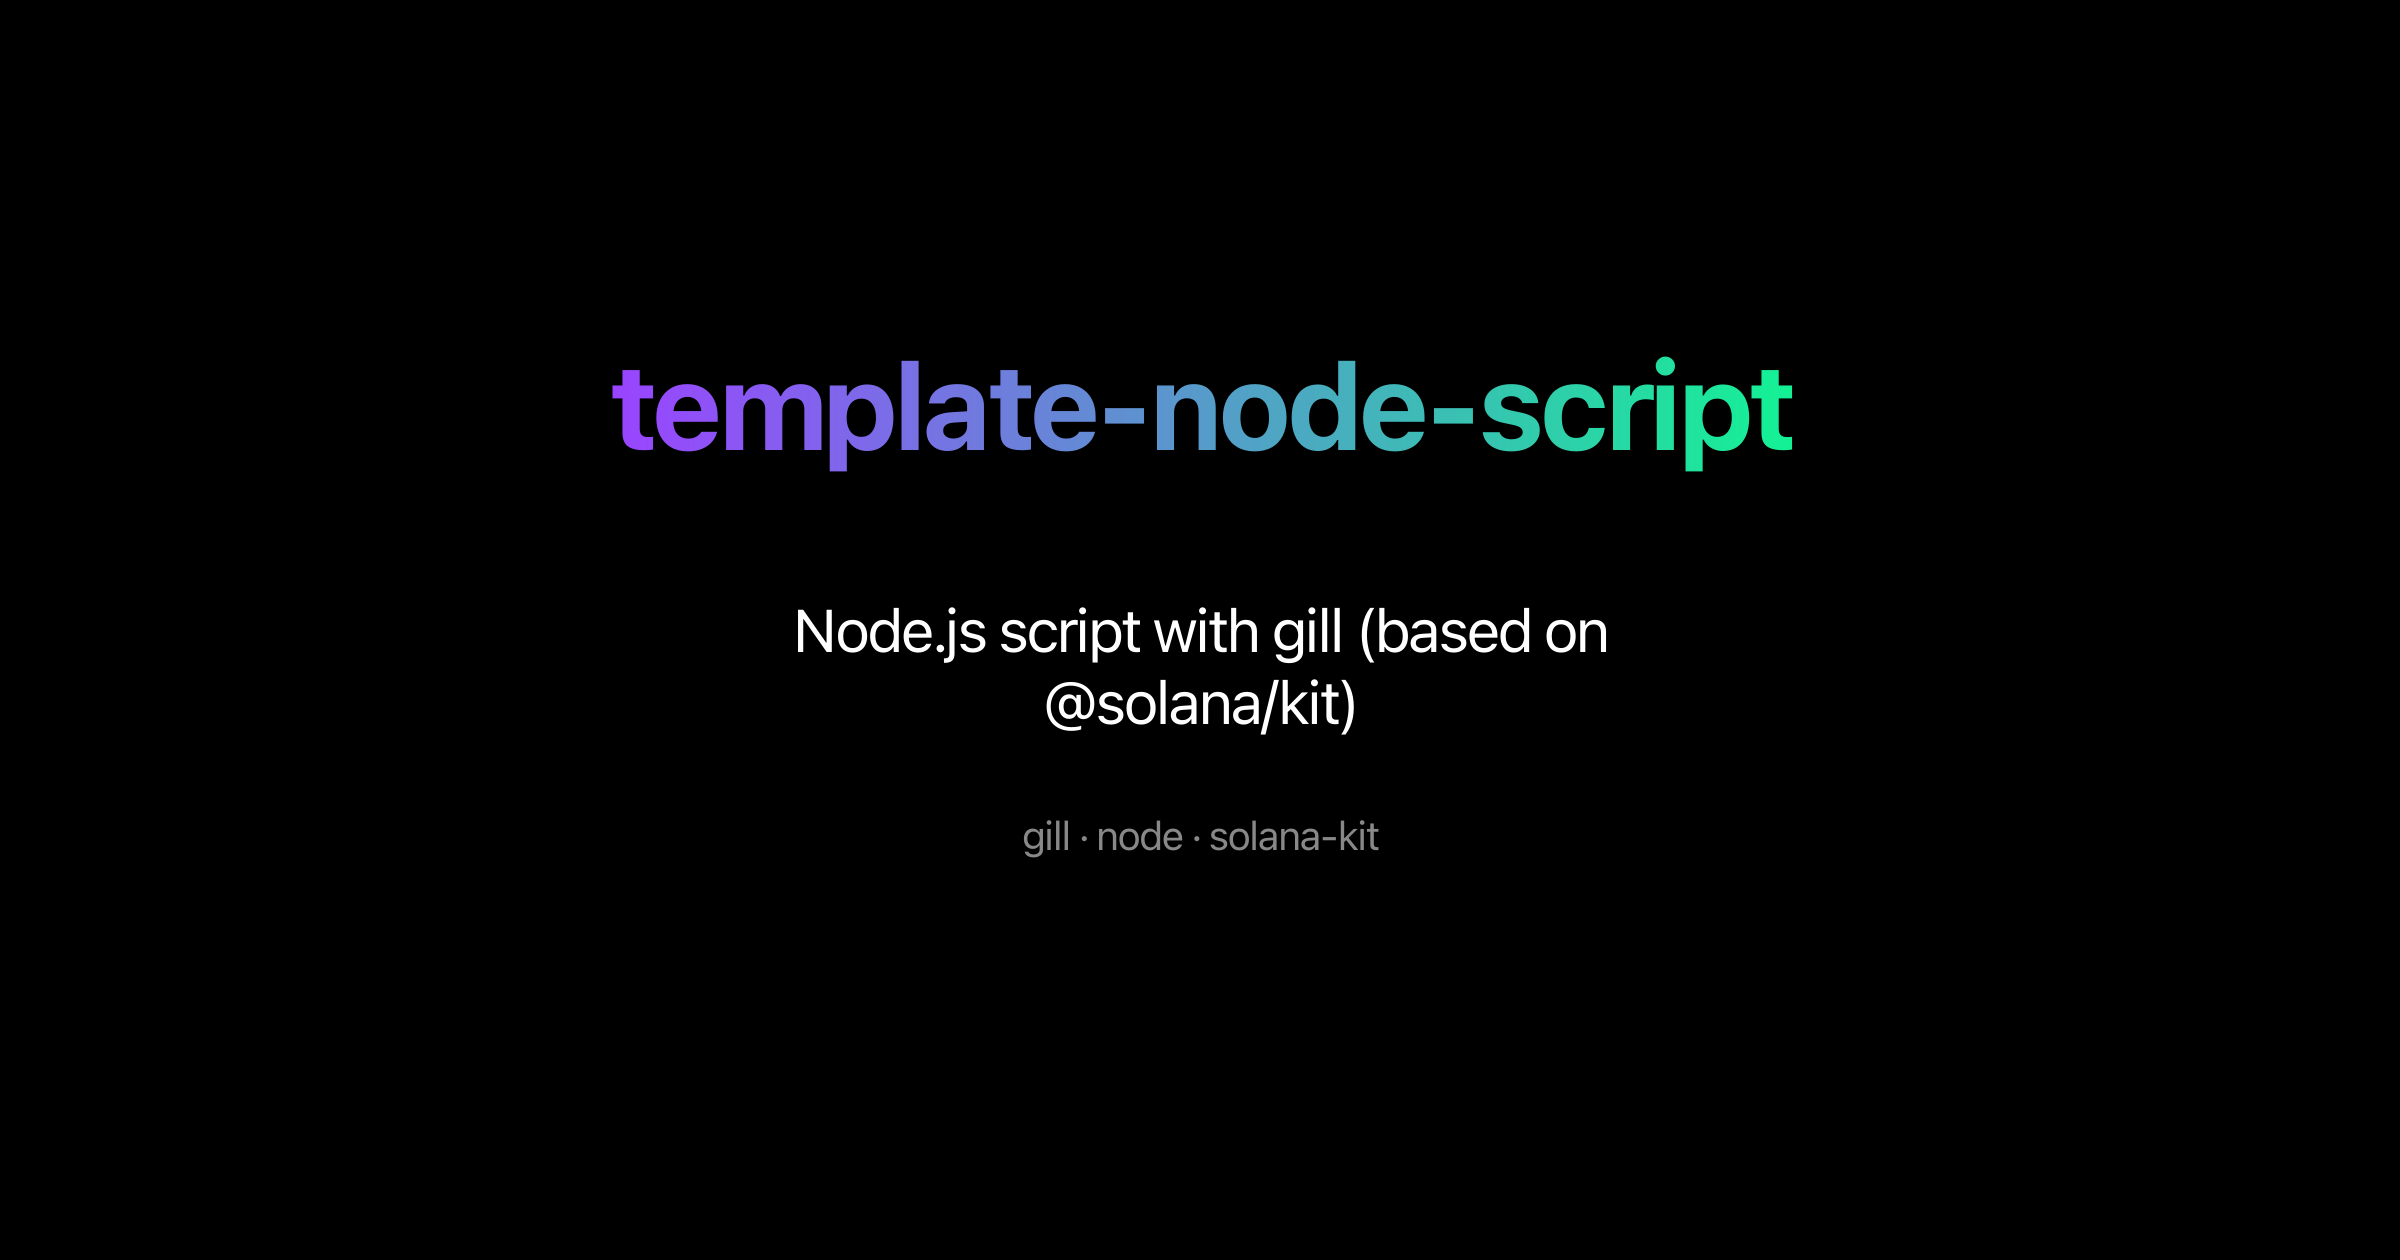 template-node-script
Node.js script with gill (based on
@solana/kit)
gill · node · solana-kit